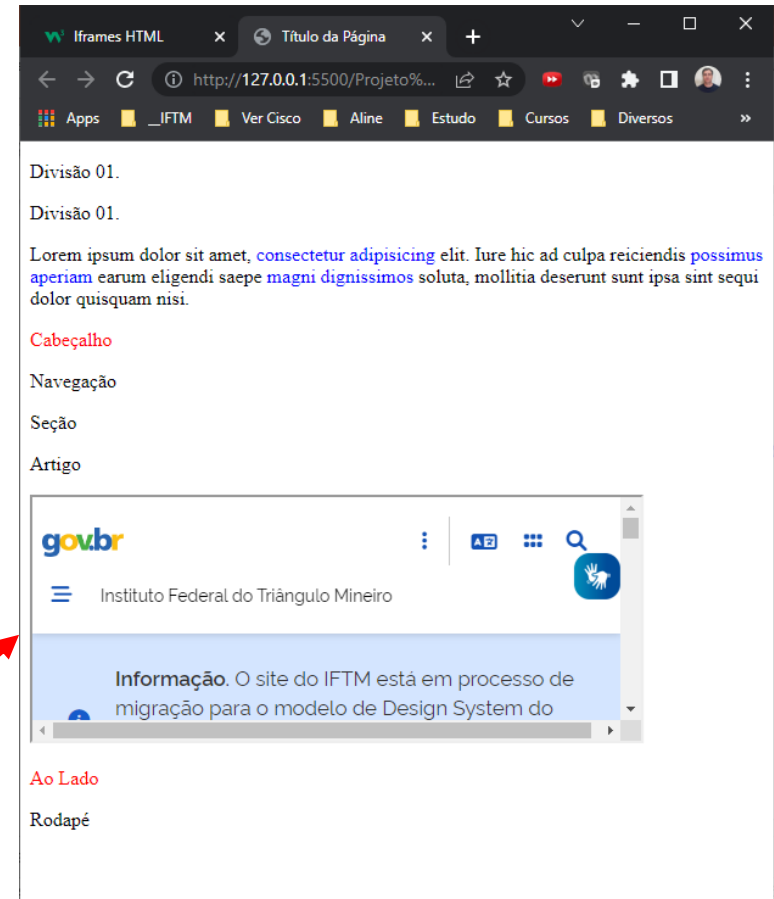 Iframes HTML
Título da Página
http://127.0.0.1:5500/Projeto%...
Apps
__IFTM
Ver Cisco
Aline
Estudo
Cursos
Diversos
»
Divisão 01.
Divisão 01.
Lorem ipsum dolor sit amet, consectetur adipisicing elit. Iure hic ad culpa reiciendis possimus
aperiam earum eligendi saepe magni dignissimos soluta, mollitia deserunt sunt ipsa sint sequi
dolor quisquam nisi.
Cabeçalho
Navegação
Seção
Artigo
gov.br
Instituto Federal do Triângulo Mineiro
Informação. O site do IFTM está em processo de
migração para o modelo de Design System do
Ao Lado
Rodapé